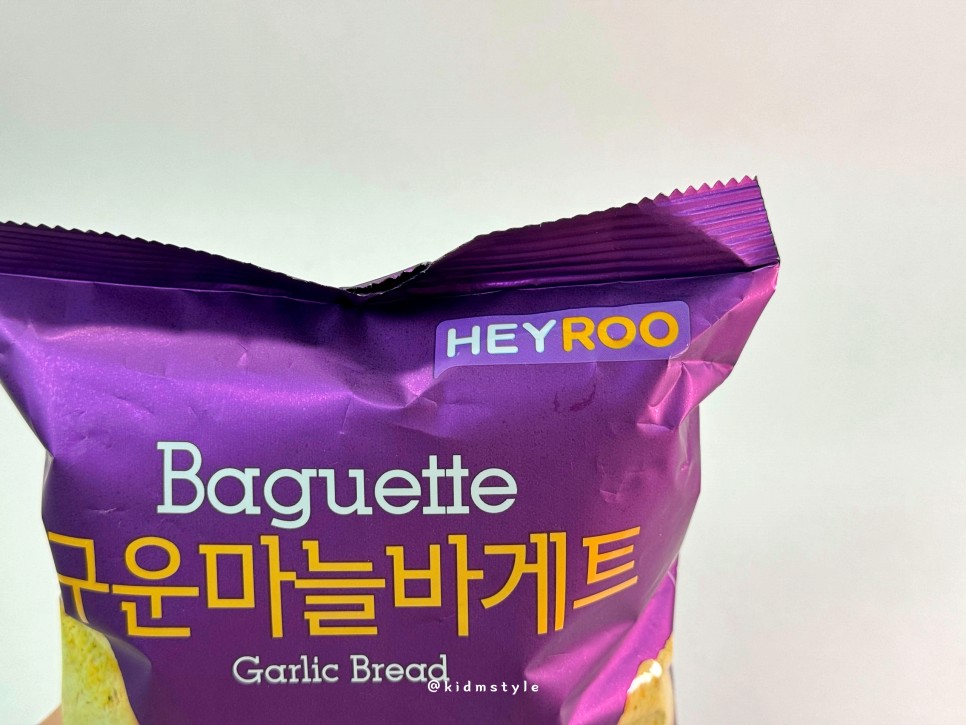 HEYROO
Baguette
구운마늘바게트
Garlic Bread
@kidmstyle